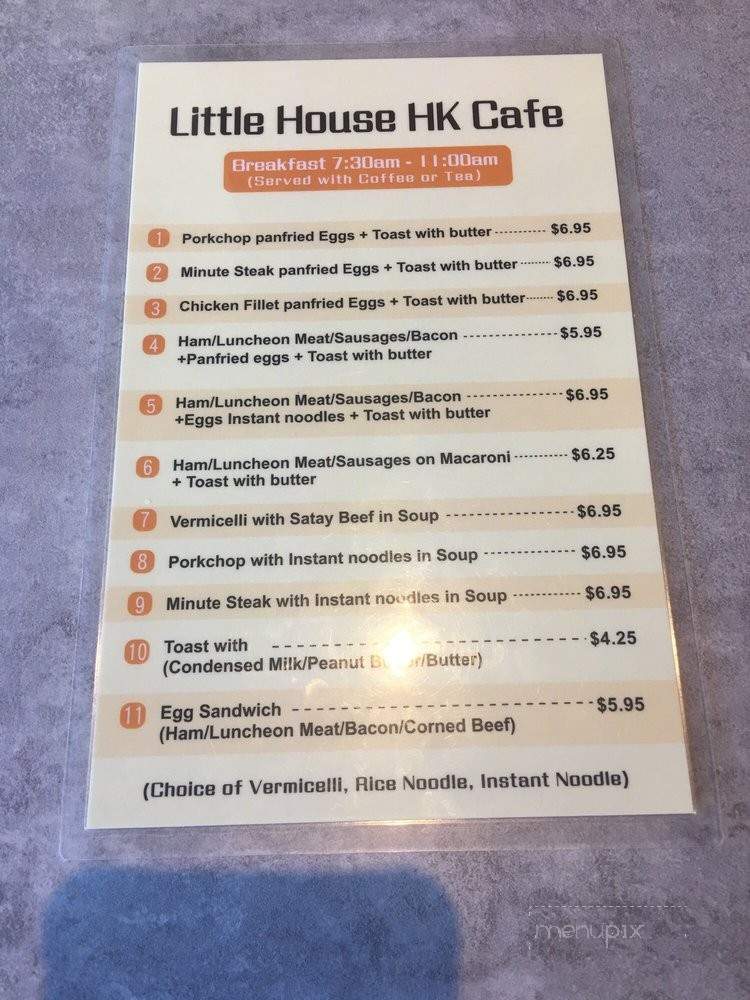 Little House HK Cafe
Breakfast 7:30am - 11:00am
(Served with Coffee or Tea)
1 Porkchop panfried Eggs + Toast with butter ----------- $6.95
2 Minute Steak panfried Eggs + Toast with butter -------- $6.95
3 Chicken Fillet panfried Eggs + Toast with butter ------- $6.95
4 Ham/Luncheon Meat/Sausages/Bacon -------------- $5.95
+Panfried eggs + Toast with butter
5 Ham/Luncheon Meat/Sausages/Bacon -------------- $6.95
+Eggs Instant noodles + Toast with butter
6 Ham/Luncheon Meat/Sausages on Macaroni ---------- $6.25
+ Toast with butter
7 Vermicelli with Satay Beef in Soup ------------------- $6.95
8 Porkchop with Instant noodles in Soup -------------- $6.95
9 Minute Steak with Instant noodles in Soup ----------- $6.95
10 Toast with ----------------------- $4.25
(Condensed Milk/Peanut Butter/Butter)
11 Egg Sandwich ---------------------- $5.95
(Ham/Luncheon Meat/Bacon/Corned Beef)
(Choice of Vermicelli, Rice Noodle, Instant Noodle)
menupix